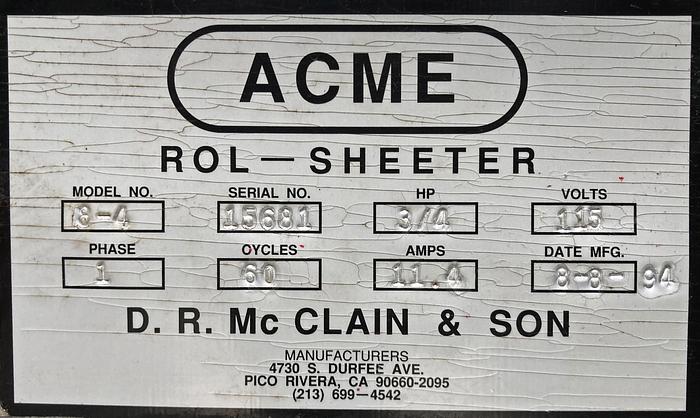 ACME
ROL—SHEETER
MODEL NO. SERIAL NO. HP VOLTS
8-4 15681 3/4 115
PHASE CYCLES AMPS DATE MFG.
1 60 11.4 8-8-94
D. R. Mc CLAIN & SON
MANUFACTURERS
4730 S. DURFEE AVE.
PICO RIVERA, CA 90660-2095
(213) 699—4542